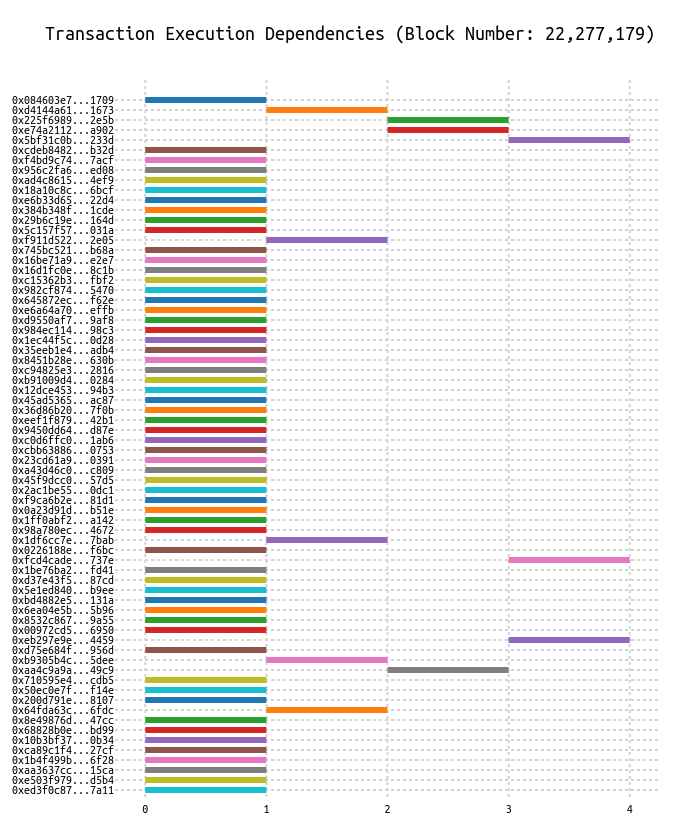 Transaction Execution Dependencies (Block Number: 22,277,179)
0x084603e7...1709
0xd4144a61...1673
0x225f6989...2e5b
0xe74a2112...a902
0x5bf31c0b...233d
0xcdeb8482...b32d
0xf4bd9c74...7acf
0x956c2fa6...ed08
0xad4c8615...4ef9
0x18a10c8c...6bcf
0xe6b33d65...22d4
0x384b348f...1cde
0x29b6c19e...164d
0x5c157f57...031a
0xf911d522...2e05
0x745bc521...b68a
0x16be71a9...e2e7
0x16d1fc0e...8c1b
0xc15362b3...fbf2
0x982cf874...5470
0x645872ec...f62e
0xe6a64a70...effb
0xd9550af7...9af8
0x984ec114...98c3
0x1ec44f5c...0d28
0x35eeb1e4...adb4
0x8451b28e...630b
0xc94825e3...2816
0xb91009d4...0284
0x12dce453...94b3
0x45ad5365...ac87
0x36d86b20...7f0b
0xeef1f879...42b1
0x9450dd64...d87e
0xc0d6ffc0...1ab6
0xcbb63886...0753
0x23cd61a9...0391
0xa43d46c0...c809
0x45f9dcc0...57d5
0x2ac1be55...0dc1
0xf9ca6b2e...81d1
0x0a23d91d...b51e
0x1ff0abf2...a142
0x98a780ec...4672
0x1df6cc7e...7bab
0x0226188e...f6bc
0xfcd4cade...737e
0x1be76ba2...fd41
0xd37e43f5...87cd
0x5e1ed840...b9ee
0xbd4882e5...131a
0x6ea04e5b...5b96
0x8532c867...9a55
0x00972cd5...6950
0xeb297e9e...4459
0xd75e684f...956d
0xb9305b4c...5dee
0xaa4c9a9a...49c9
0x710595e4...cdb5
0x50ec0e7f...f14e
0x200d791e...8107
0x64fda63c...6fdc
0x8e49876d...47cc
0x68828b0e...bd99
0x10b3bf37...0b34
0xca89c1f4...27cf
0x1b4f499b...6f28
0xaa3637cc...15ca
0xe503f979...d5b4
0xed3f0c87...7a11
0 1 2 3 4